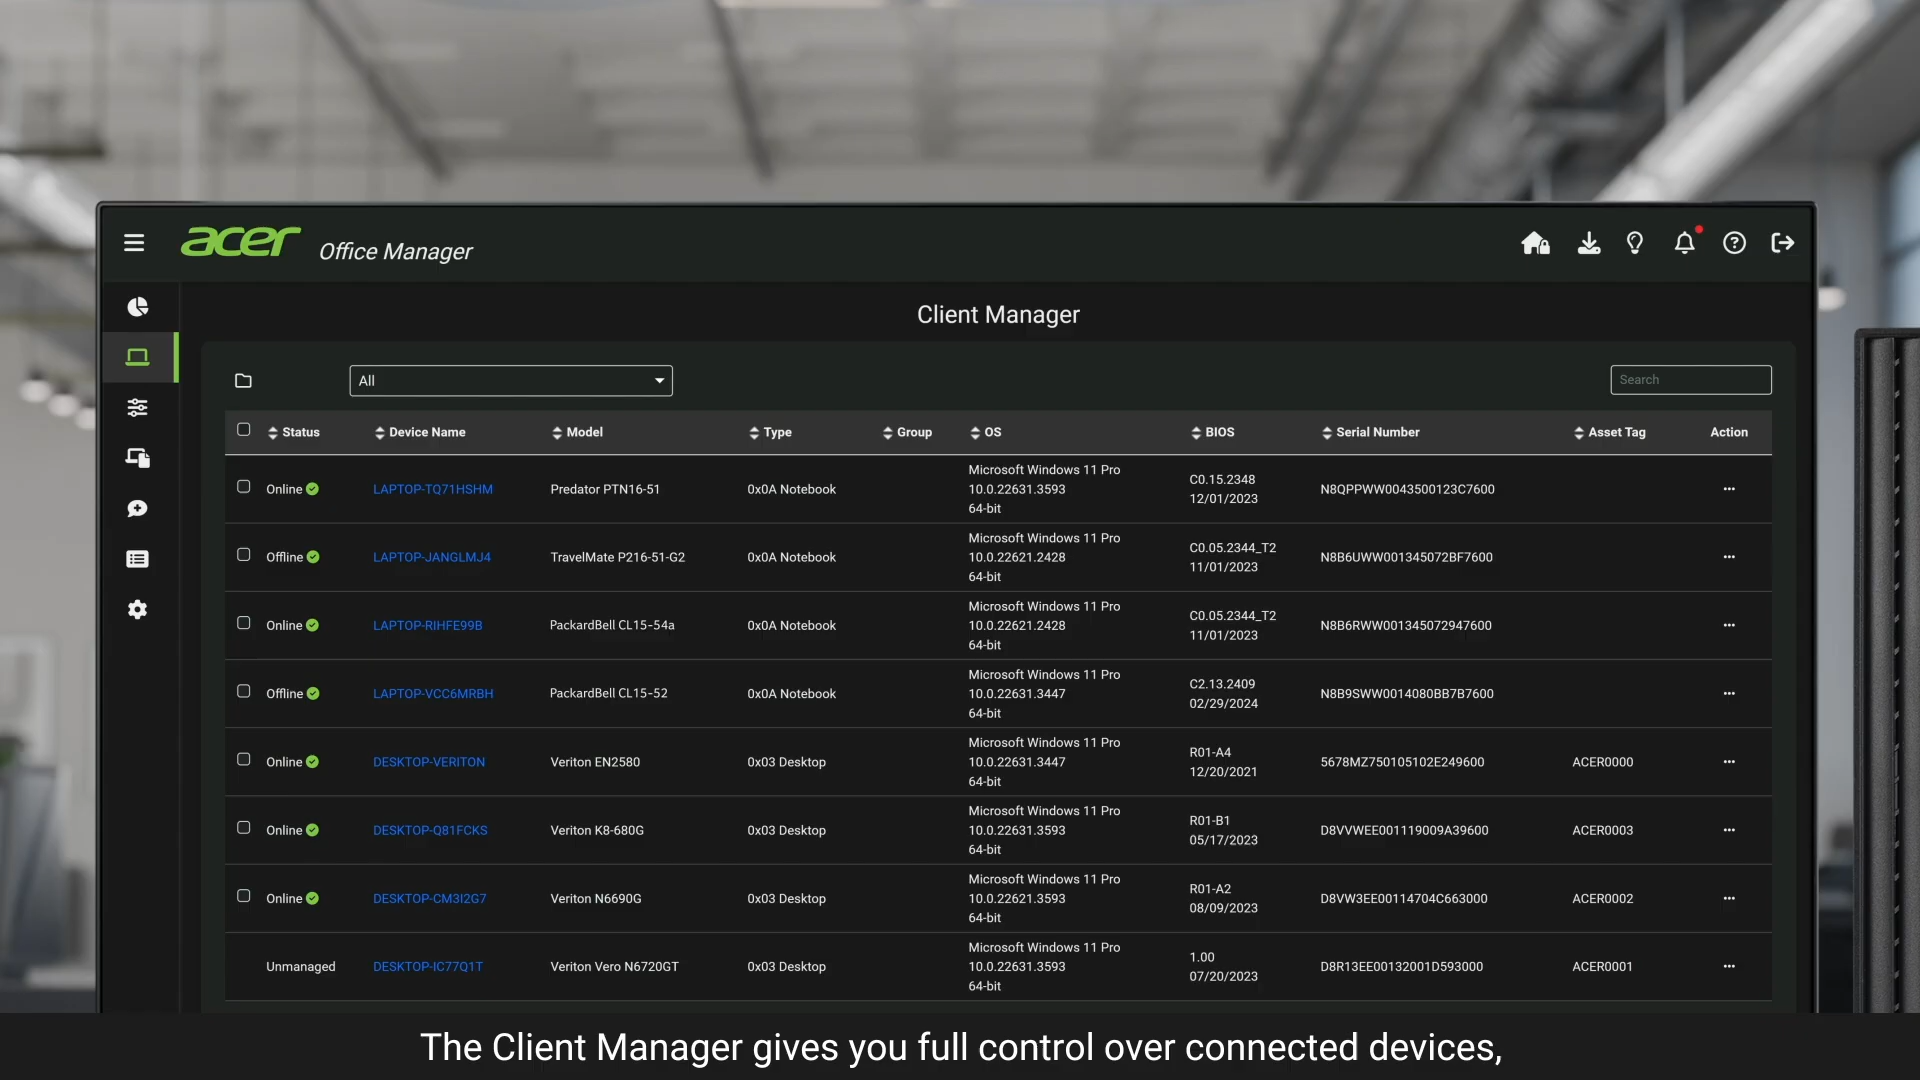 acer Office Manager
Client Manager
All
Search
Status Device Name Model Type Group OS BIOS Serial Number Asset Tag Action
Online LAPTOP-TQ71HSHM Predator PTN16-51 0x0A Notebook Microsoft Windows 11 Pro 10.0.22631.3593 64-bit C0.15.2348 12/01/2023 N8QPPWW0043500123C7600
Offline LAPTOP-JANGLMJ4 TravelMate P216-51-G2 0x0A Notebook Microsoft Windows 11 Pro 10.0.22621.2428 64-bit C0.05.2344_T2 11/01/2023 N8B6UWW001345072BF7600
Online LAPTOP-RIHFE99B PackardBell CL15-54a 0x0A Notebook Microsoft Windows 11 Pro 10.0.22621.2428 64-bit C0.05.2344_T2 11/01/2023 N8B6RWW001345072947600
Offline LAPTOP-VCC6MRBH PackardBell CL15-52 0x0A Notebook Microsoft Windows 11 Pro 10.0.22631.3447 64-bit C2.13.2409 02/29/2024 N8B9SWW0014080BB7B7600
Online DESKTOP-VERITON Veriton EN2580 0x03 Desktop Microsoft Windows 11 Pro 10.0.22631.3447 64-bit R01-A4 12/20/2021 5678MZ750105102E249600 ACER0000
Online DESKTOP-Q81FCKS Veriton K8-680G 0x03 Desktop Microsoft Windows 11 Pro 10.0.22631.3593 64-bit R01-B1 05/17/2023 D8VVWEE001119009A39600 ACER0003
Online DESKTOP-CM3I2G7 Veriton N6690G 0x03 Desktop Microsoft Windows 11 Pro 10.0.22621.3593 64-bit R01-A2 08/09/2023 D8VW3EE00114704C663000 ACER0002
Unmanaged DESKTOP-IC77Q1T Veriton Vero N6720GT 0x03 Desktop Microsoft Windows 11 Pro 10.0.22631.3593 64-bit 1.00 07/20/2023 D8R13EE00132001D593000 ACER0001
The Client Manager gives you full control over connected devices,